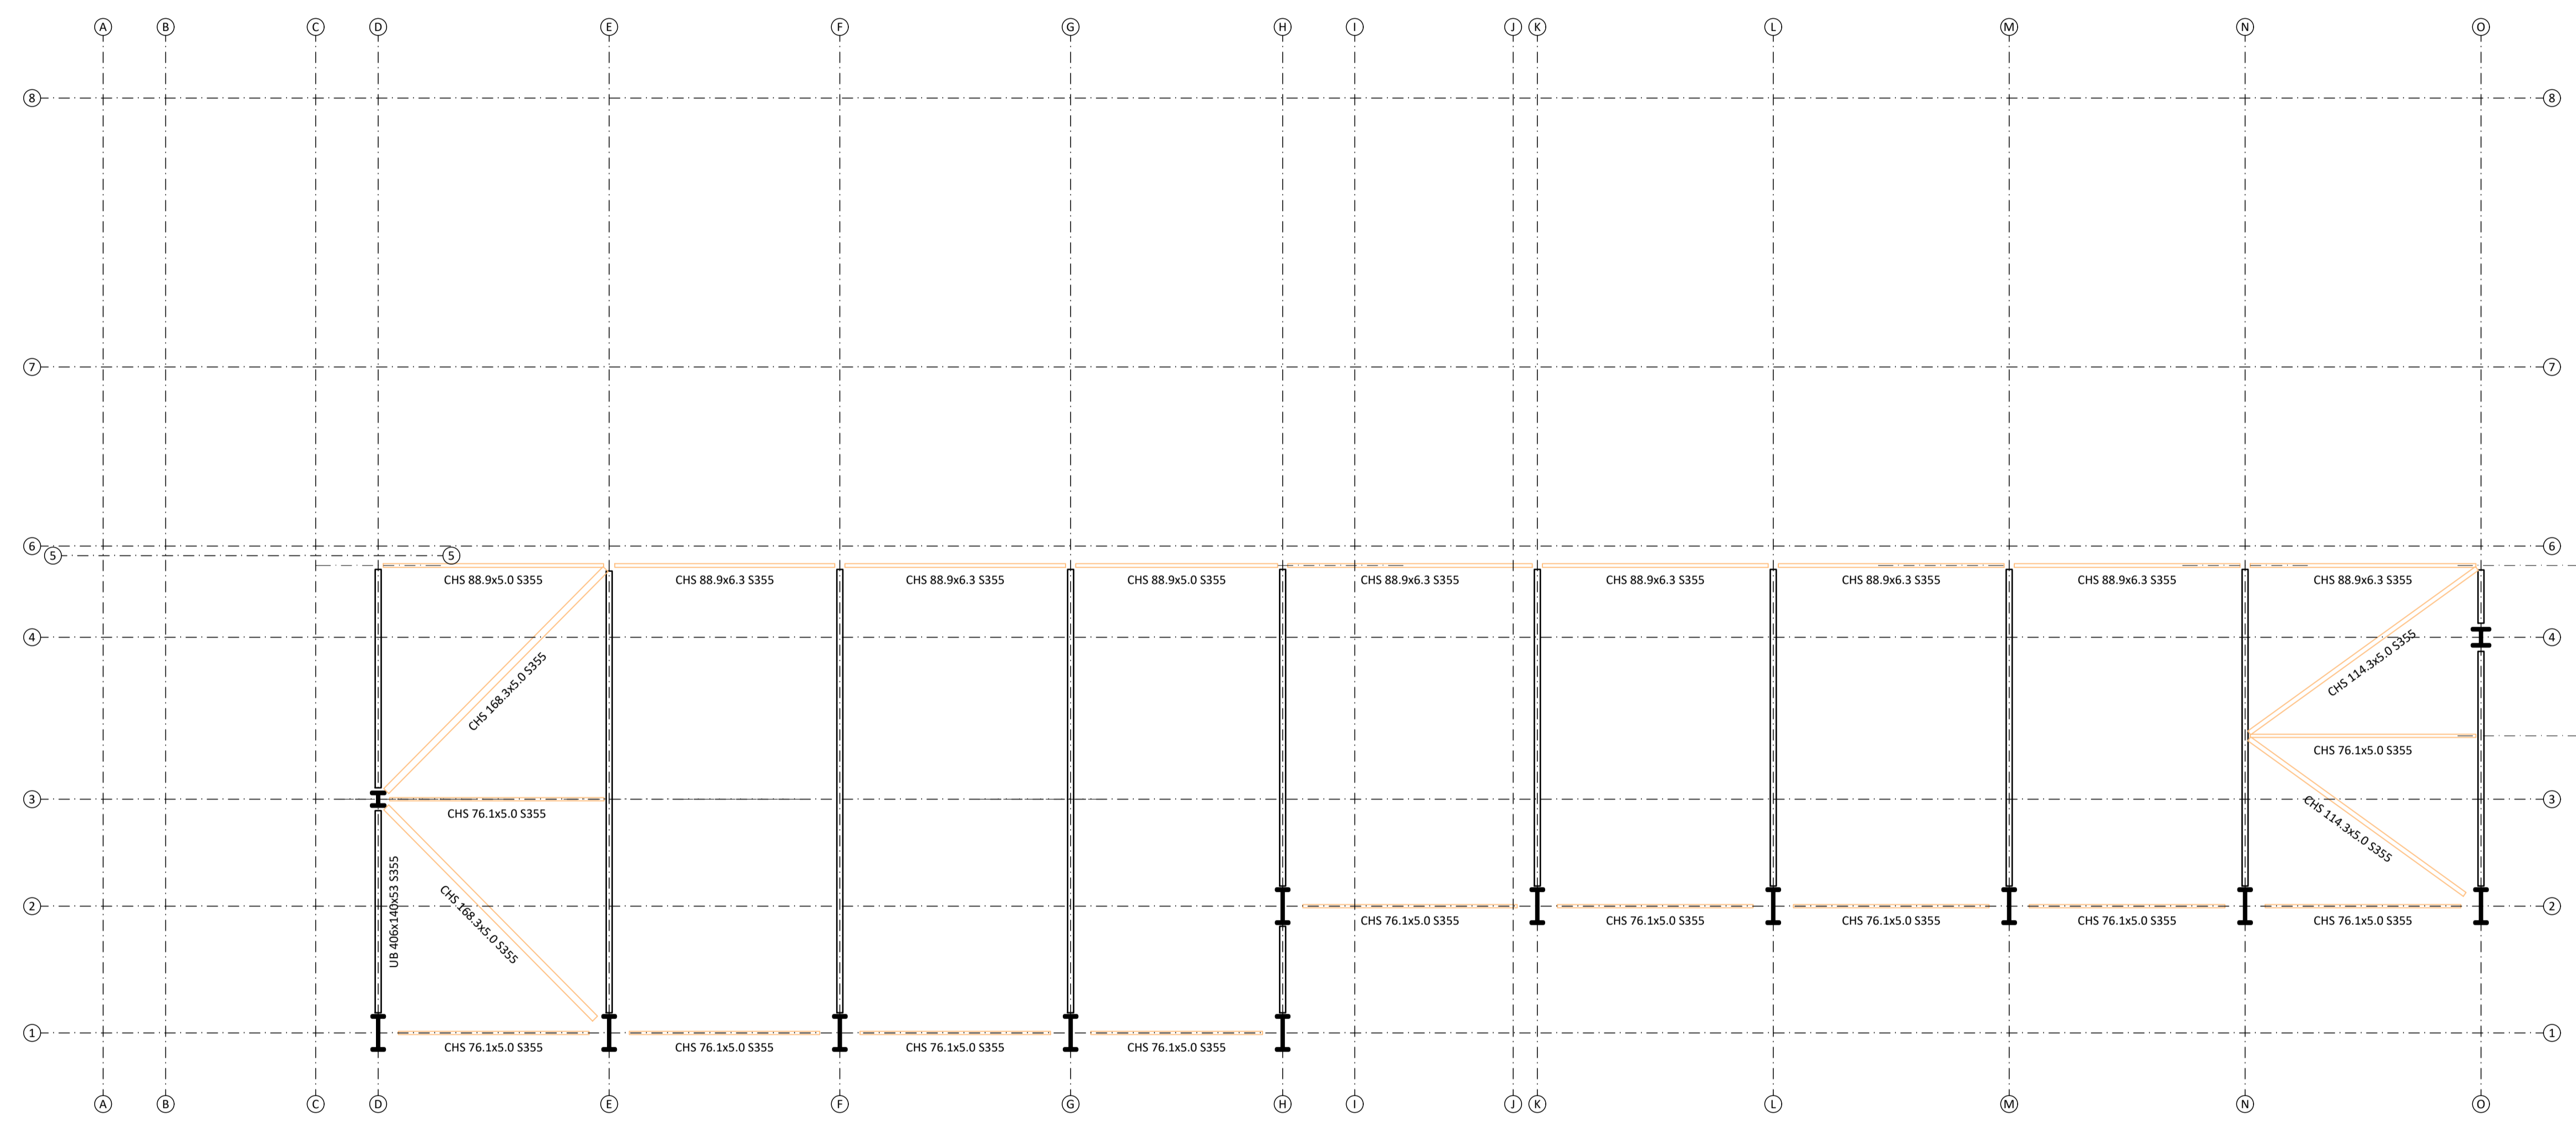 A B C D E F G H I J K L M N O
8 8
7 7
6 6
5 5
CHS 88.9x5.0 S355 CHS 88.9x6.3 S355 CHS 88.9x6.3 S355 CHS 88.9x5.0 S355 CHS 88.9x6.3 S355 CHS 88.9x6.3 S355 CHS 88.9x6.3 S355 CHS 88.9x6.3 S355 CHS 88.9x6.3 S355
4 4
CHS 168.3x5.0 S355
CHS 114.3x5.0 S355
CHS 76.1x5.0 S355
3 3
CHS 76.1x5.0 S355
CHS 114.3x5.0 S355
UB 406x140x53 S355
CHS 168.3x5.0 S355
2 2
CHS 76.1x5.0 S355 CHS 76.1x5.0 S355 CHS 76.1x5.0 S355 CHS 76.1x5.0 S355 CHS 76.1x5.0 S355
1 1
CHS 76.1x5.0 S355 CHS 76.1x5.0 S355 CHS 76.1x5.0 S355 CHS 76.1x5.0 S355
A B C D E F G H I J K L M N O